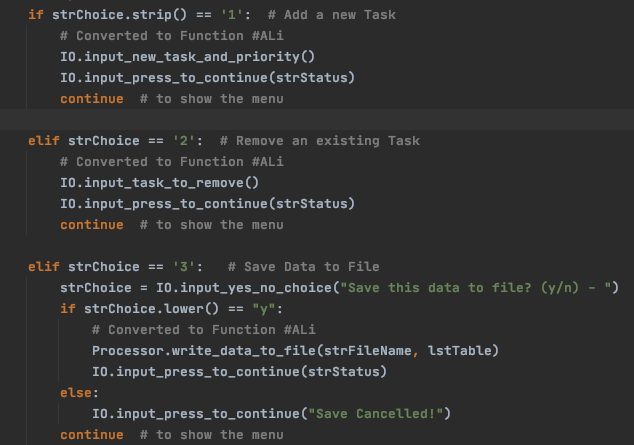 if strChoice.strip() == '1':  # Add a new Task
    # Converted to Function #ALi
    IO.input_new_task_and_priority()
    IO.input_press_to_continue(strStatus)
    continue  # to show the menu

elif strChoice == '2':  # Remove an existing Task
    # Converted to Function #ALi
    IO.input_task_to_remove()
    IO.input_press_to_continue(strStatus)
    continue  # to show the menu

elif strChoice == '3':   # Save Data to File
    strChoice = IO.input_yes_no_choice("Save this data to file? (y/n) - ")
    if strChoice.lower() == "y":
        # Converted to Function #ALi
        Processor.write_data_to_file(strFileName, lstTable)
        IO.input_press_to_continue(strStatus)
    else:
        IO.input_press_to_continue("Save Cancelled!")
    continue  # to show the menu